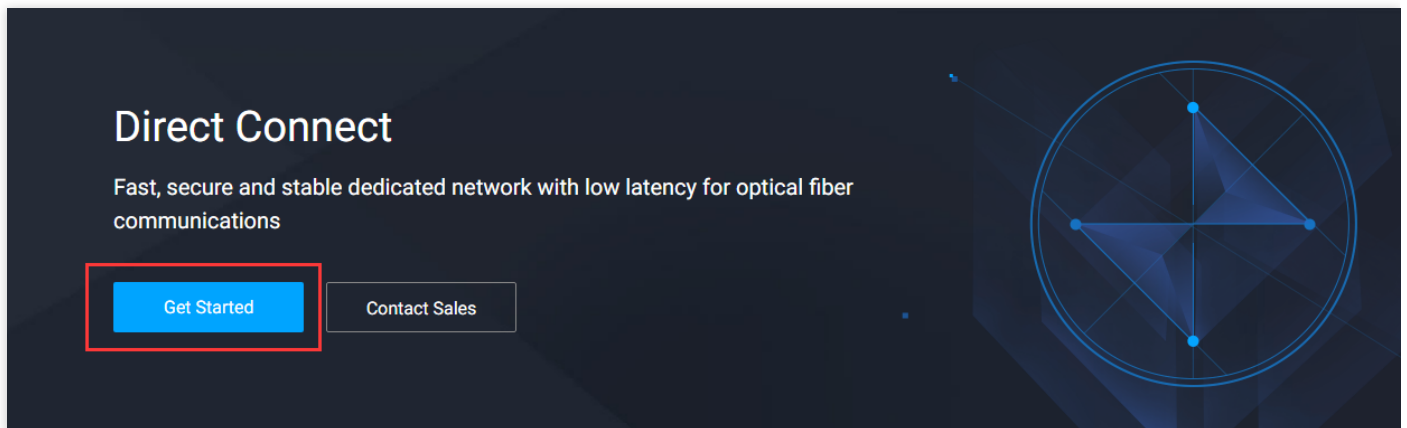 Direct Connect
Fast, secure and stable dedicated network with low latency for optical fiber
communications
Get Started
Contact Sales